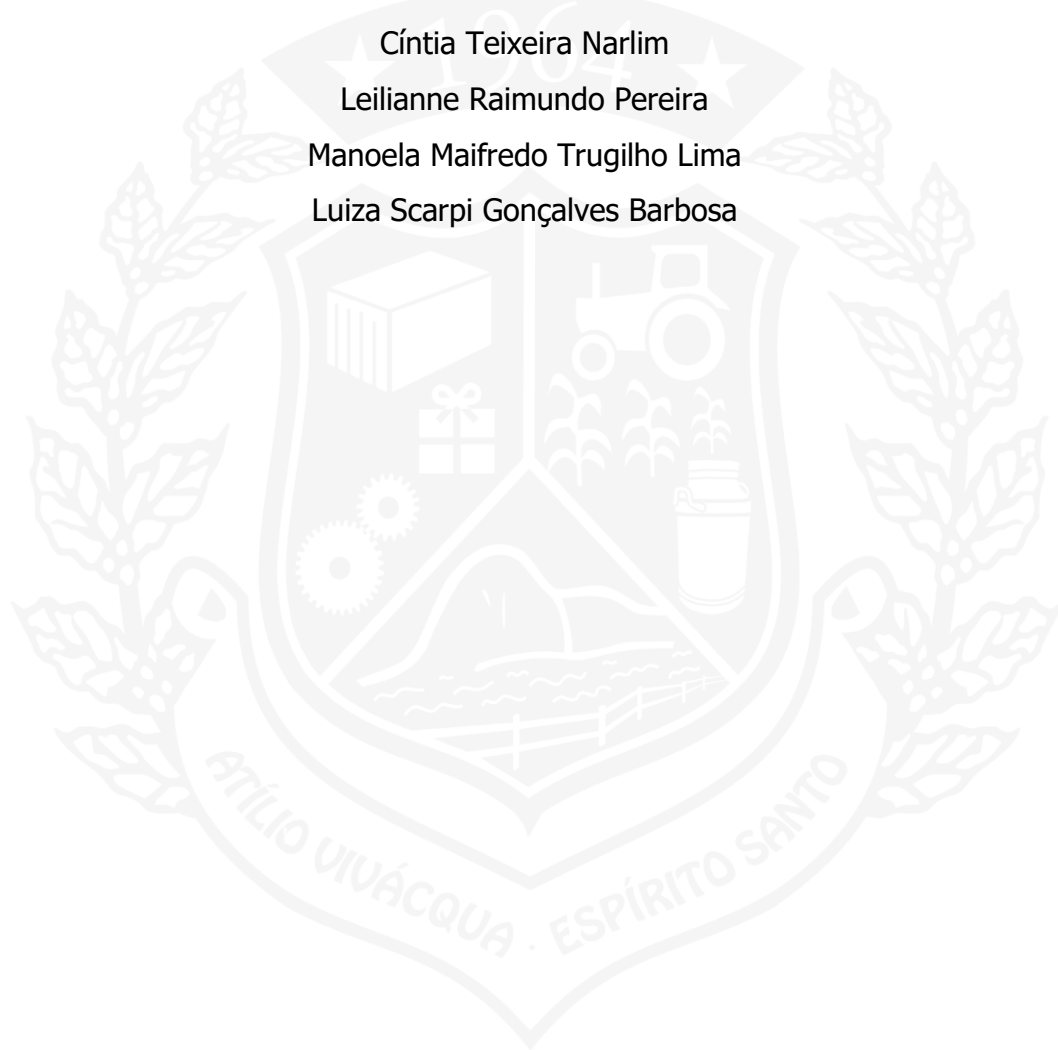 1964
Cíntia Teixeira Narlim
Leilianne Raimundo Pereira
Manoela Maifredo Trugilho Lima
Luiza Scarpi Gonçalves Barbosa
ATÍLIO VIVÁCQUA · ESPÍRITO SANTO